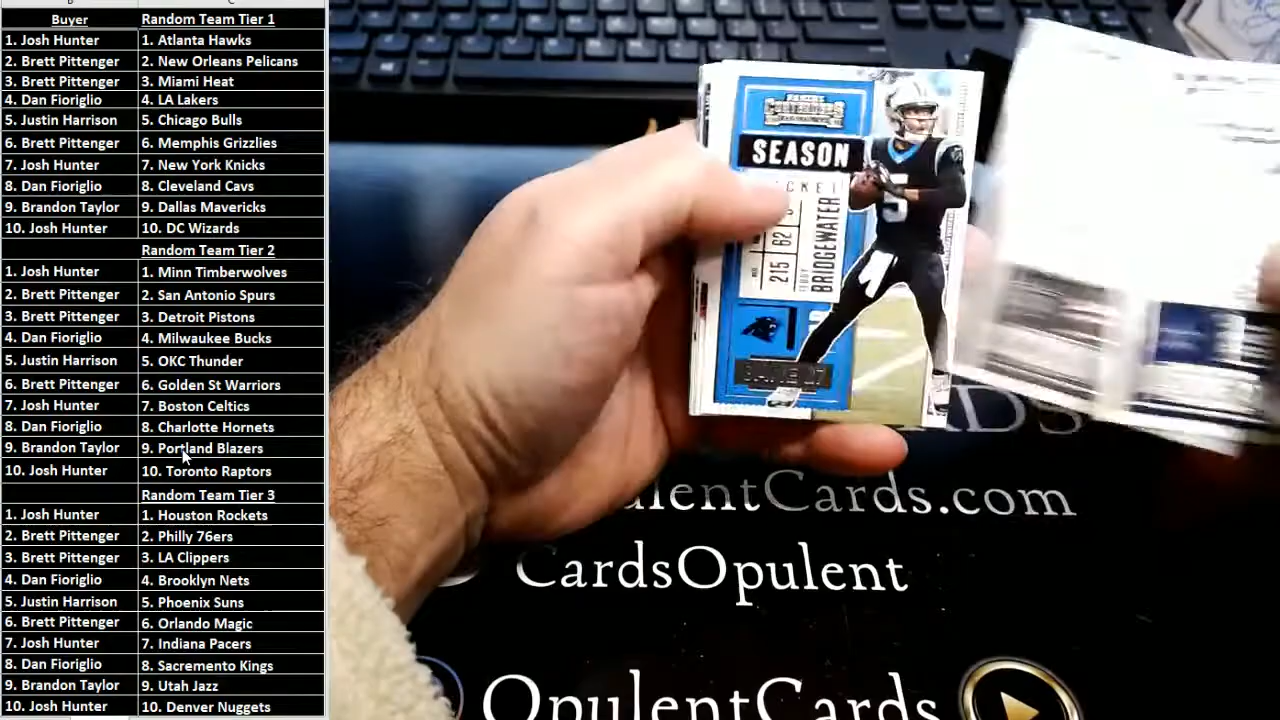 Buyer Random Team Tier 1
1. Josh Hunter 1. Atlanta Hawks
2. Brett Pittenger 2. New Orleans Pelicans
3. Brett Pittenger 3. Miami Heat
4. Dan Fioriglio 4. LA Lakers
5. Justin Harrison 5. Chicago Bulls
6. Brett Pittenger 6. Memphis Grizzlies
7. Josh Hunter 7. New York Knicks
8. Dan Fioriglio 8. Cleveland Cavs
9. Brandon Taylor 9. Dallas Mavericks
10. Josh Hunter 10. DC Wizards
Random Team Tier 2
1. Josh Hunter 1. Minn Timberwolves
2. Brett Pittenger 2. San Antonio Spurs
3. Brett Pittenger 3. Detroit Pistons
4. Dan Fioriglio 4. Milwaukee Bucks
5. Justin Harrison 5. OKC Thunder
6. Brett Pittenger 6. Golden St Warriors
7. Josh Hunter 7. Boston Celtics
8. Dan Fioriglio 8. Charlotte Hornets
9. Brandon Taylor 9. Portland Blazers
10. Josh Hunter 10. Toronto Raptors
Random Team Tier 3
1. Josh Hunter 1. Houston Rockets
2. Brett Pittenger 2. Philly 76ers
3. Brett Pittenger 3. LA Clippers
4. Dan Fioriglio 4. Brooklyn Nets
5. Justin Harrison 5. Phoenix Suns
6. Brett Pittenger 6. Orlando Magic
7. Josh Hunter 7. Indiana Pacers
8. Dan Fioriglio 8. Sacremento Kings
9. Brandon Taylor 9. Utah Jazz
10. Josh Hunter 10. Denver Nuggets
CONTENDERS
SEASON
215 62
BRIDGEWATER
5
ulentCards.com
CardsOpulent
OpulentCards